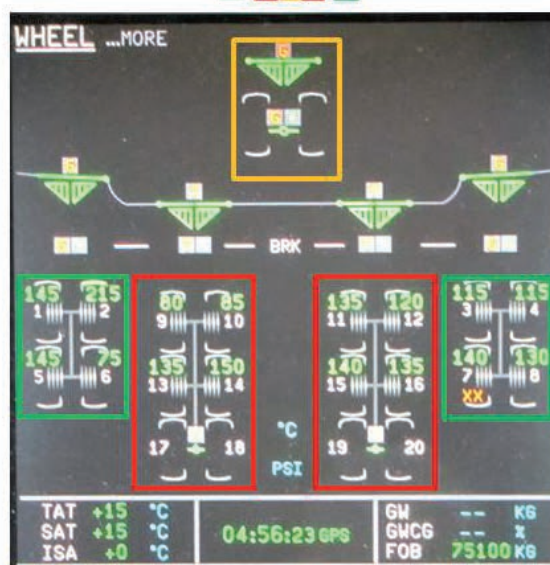 WHEEL ...MORE
G
G
G
G
BRK
145 215 80 85 135 120 115 115
1 2 9 10 11 12 3 4
145 75 135 150 140 135 140 130
5 6 13 14 15 16 7 8
XX
17 18 °C 19 20
PSI
TAT +15 °C GW -- KG
SAT +15 °C 04:56:23 GPS GWCG -- %
ISA +0 °C FOB 75100 KG